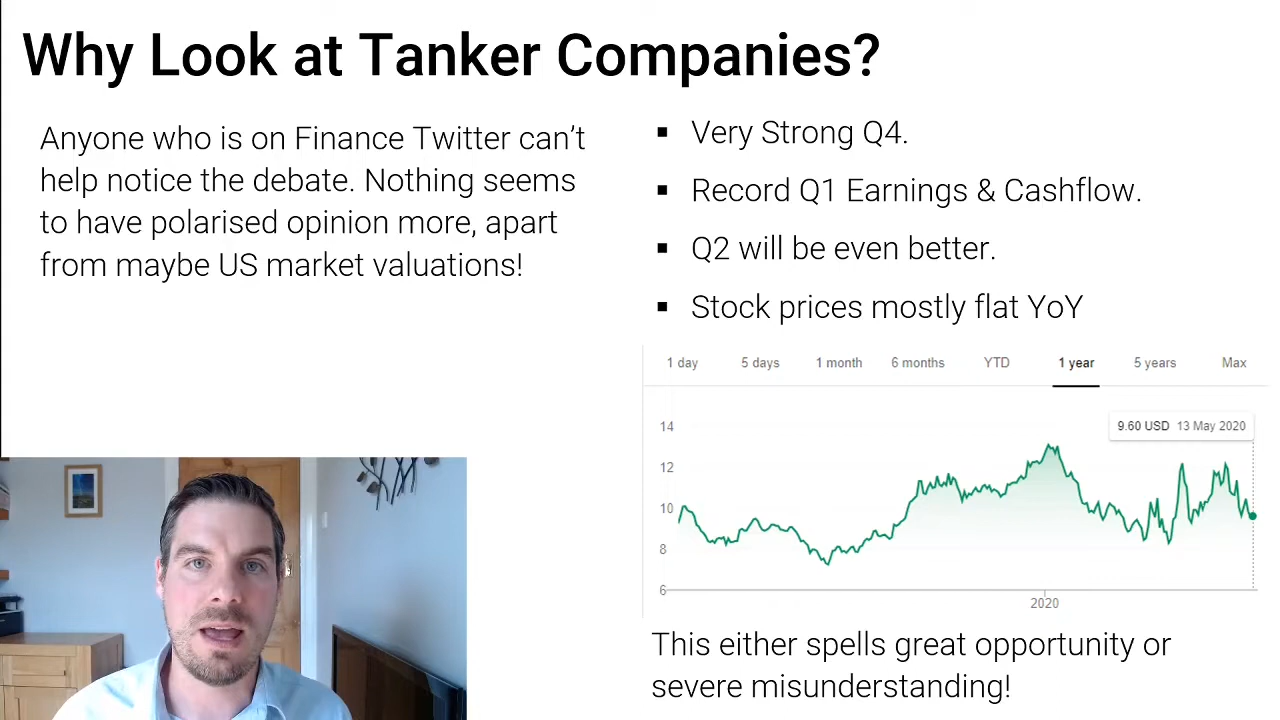 Why Look at Tanker Companies?
Anyone who is on Finance Twitter can't
help notice the debate. Nothing seems
to have polarised opinion more, apart
from maybe US market valuations!
▪ Very Strong Q4.
▪ Record Q1 Earnings & Cashflow.
▪ Q2 will be even better.
▪ Stock prices mostly flat YoY
1 day 5 days 1 month 6 months YTD 1 year 5 years Max
9.60 USD 13 May 2020
14
12
10
8
6
2020
This either spells great opportunity or
severe misunderstanding!